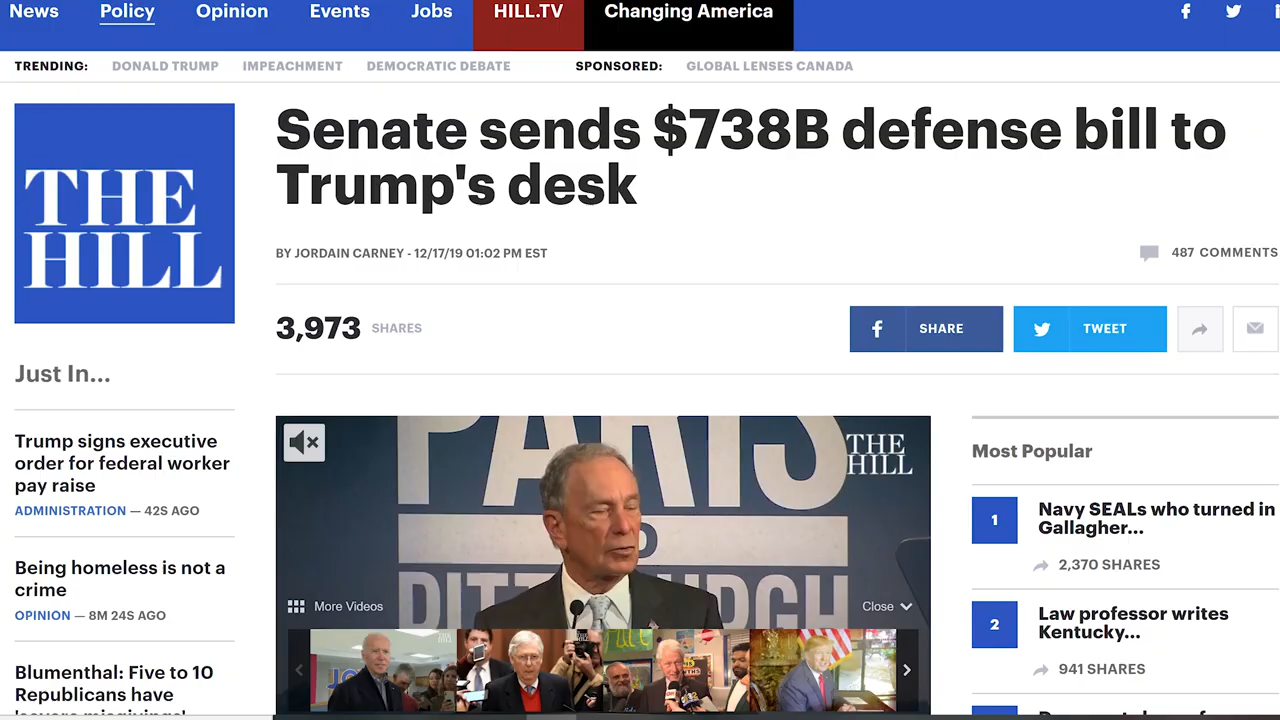 News Policy Opinion Events Jobs HILL.TV Changing America
TRENDING: DONALD TRUMP IMPEACHMENT DEMOCRATIC DEBATE SPONSORED: GLOBAL LENSES CANADA
THE
HILL
Senate sends $738B defense bill to
Trump's desk
BY JORDAIN CARNEY - 12/17/19 01:02 PM EST
487 COMMENTS
3,973 SHARES
SHARE
TWEET
Just In...
Trump signs executive
order for federal worker
pay raise
ADMINISTRATION — 42S AGO
Being homeless is not a
crime
OPINION — 8M 24S AGO
Blumenthal: Five to 10
Republicans have
'severe misgivings'
PARIS
PITTSBURGH
THE
HILL
More Videos
Close
Most Popular
1
Navy SEALs who turned in
Gallagher...
2,370 SHARES
2
Law professor writes
Kentucky...
941 SHARES